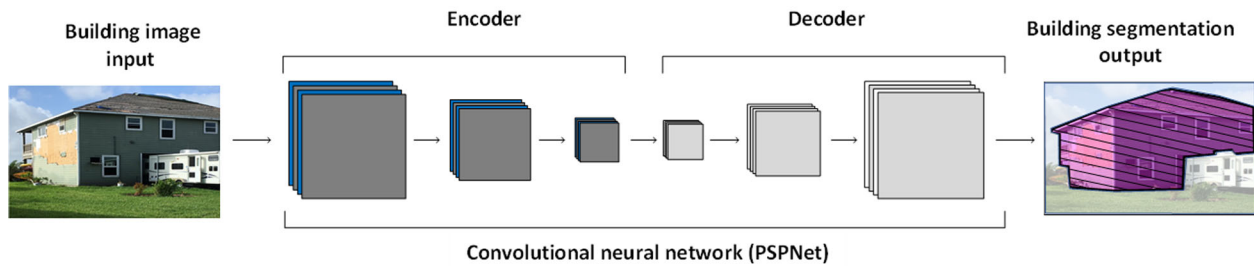 Building image
input
Encoder
Decoder
Building segmentation
output
Convolutional neural network (PSPNet)